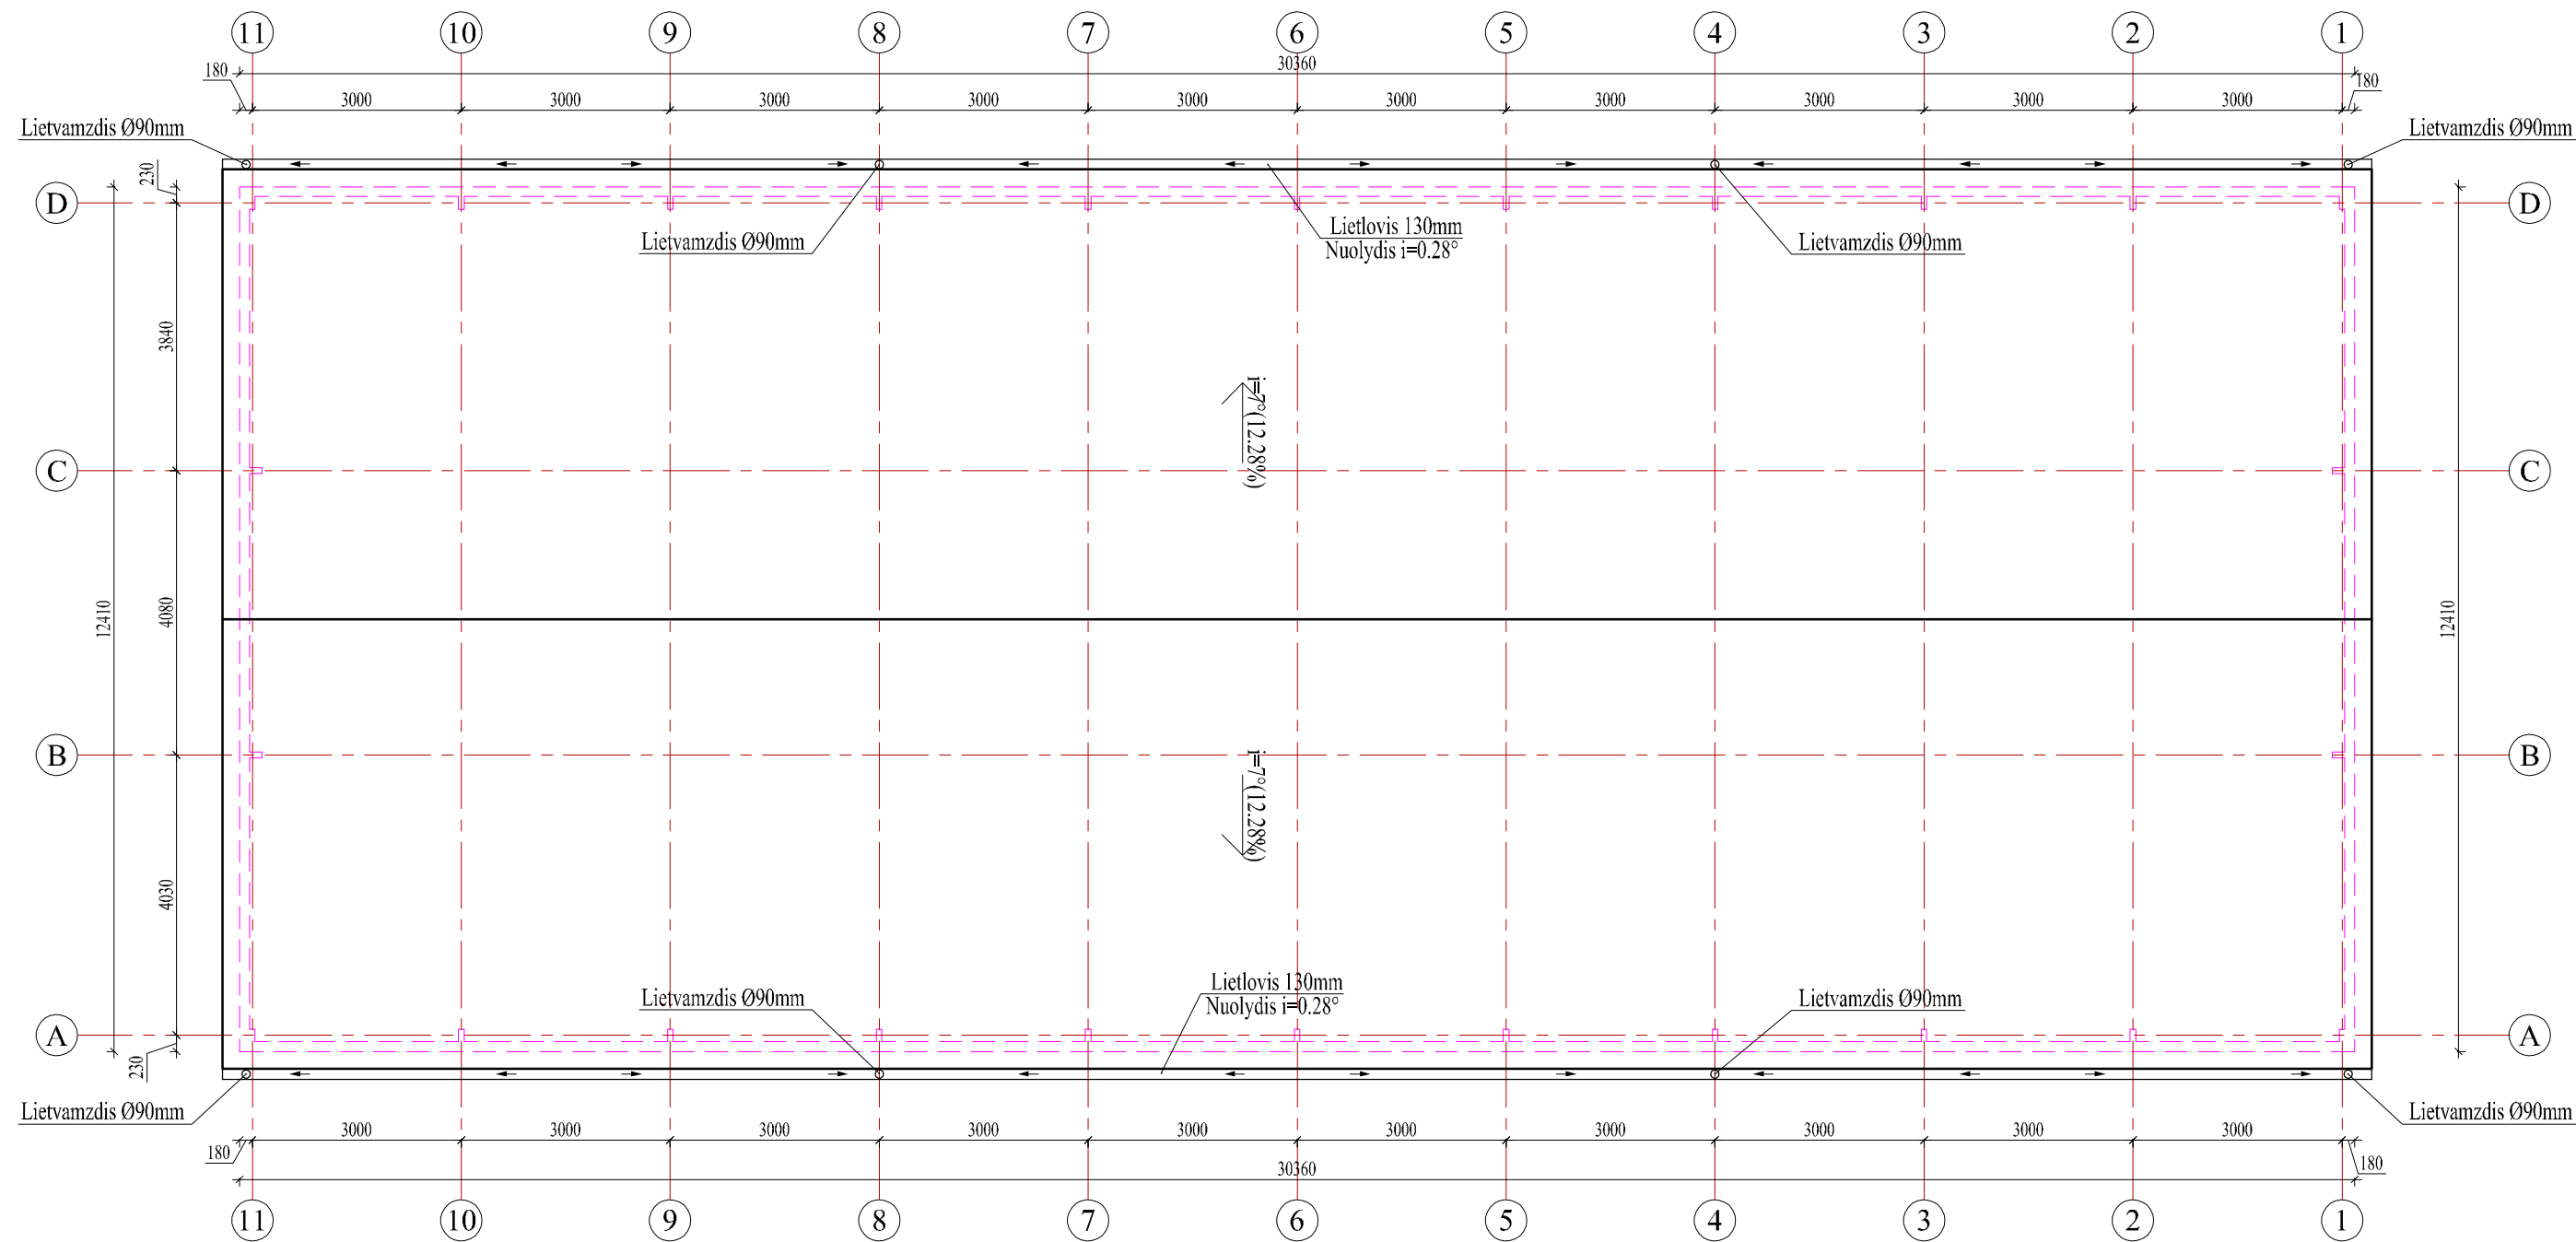 11 10 9 8 7 6 5 4 3 2 1
30360
180 180
3000 3000 3000 3000 3000 3000 3000 3000 3000 3000
Lietvamzdis Ø90mm Lietvamzdis Ø90mm
230
D D
Lietvamzdis Ø90mm
Lietlovis 130mm
Nuolydis i=0.28°
Lietvamzdis Ø90mm
3840
i=7°(12.28%)
C C
12410
4080
12410
B B
i=7°(12.28%)
4030
Lietvamzdis Ø90mm
Lietlovis 130mm
Nuolydis i=0.28°
Lietvamzdis Ø90mm
A A
230
Lietvamzdis Ø90mm Lietvamzdis Ø90mm
3000 3000 3000 3000 3000 3000 3000 3000 3000 3000
180 180
30360
11 10 9 8 7 6 5 4 3 2 1